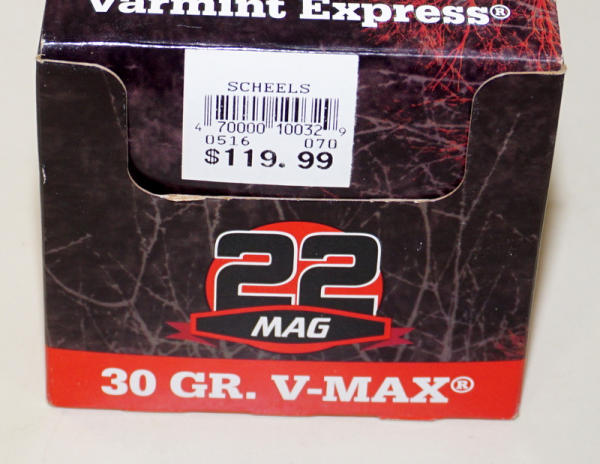 Varmint Express®
SCHEELS
4 70000 10032 9
0516 070
$119.99
22
MAG
30 GR. V-MAX®